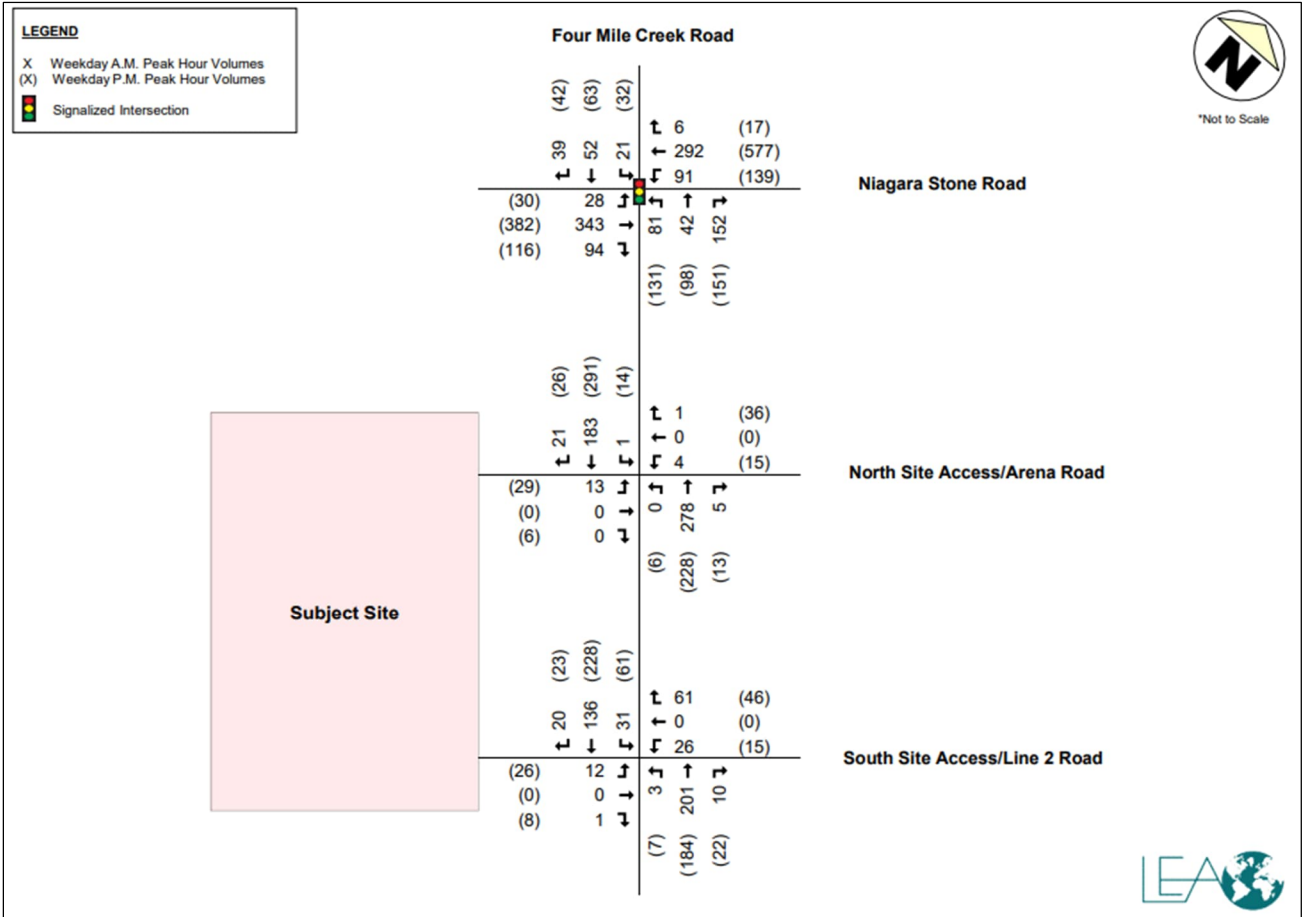 LEGEND
X Weekday A.M. Peak Hour Volumes
(X) Weekday P.M. Peak Hour Volumes
Signalized Intersection
Four Mile Creek Road
N
*Not to Scale
(42) (63) (32)
39 52 21
6 (17)
292 (577)
91 (139)
Niagara Stone Road
(30) 28
(382) 343
(116) 94
81 42 152
(131) (98) (151)
(26) (291) (14)
21 183 1
1 (36)
0 (0)
4 (15)
North Site Access/Arena Road
(29) 13
(0) 0
(6) 0
0 278 5
(6) (228) (13)
Subject Site
(23) (228) (61)
20 136 31
61 (46)
0 (0)
26 (15)
South Site Access/Line 2 Road
(26) 12
(0) 0
(8) 1
3 201 10
(7) (184) (22)
LEA